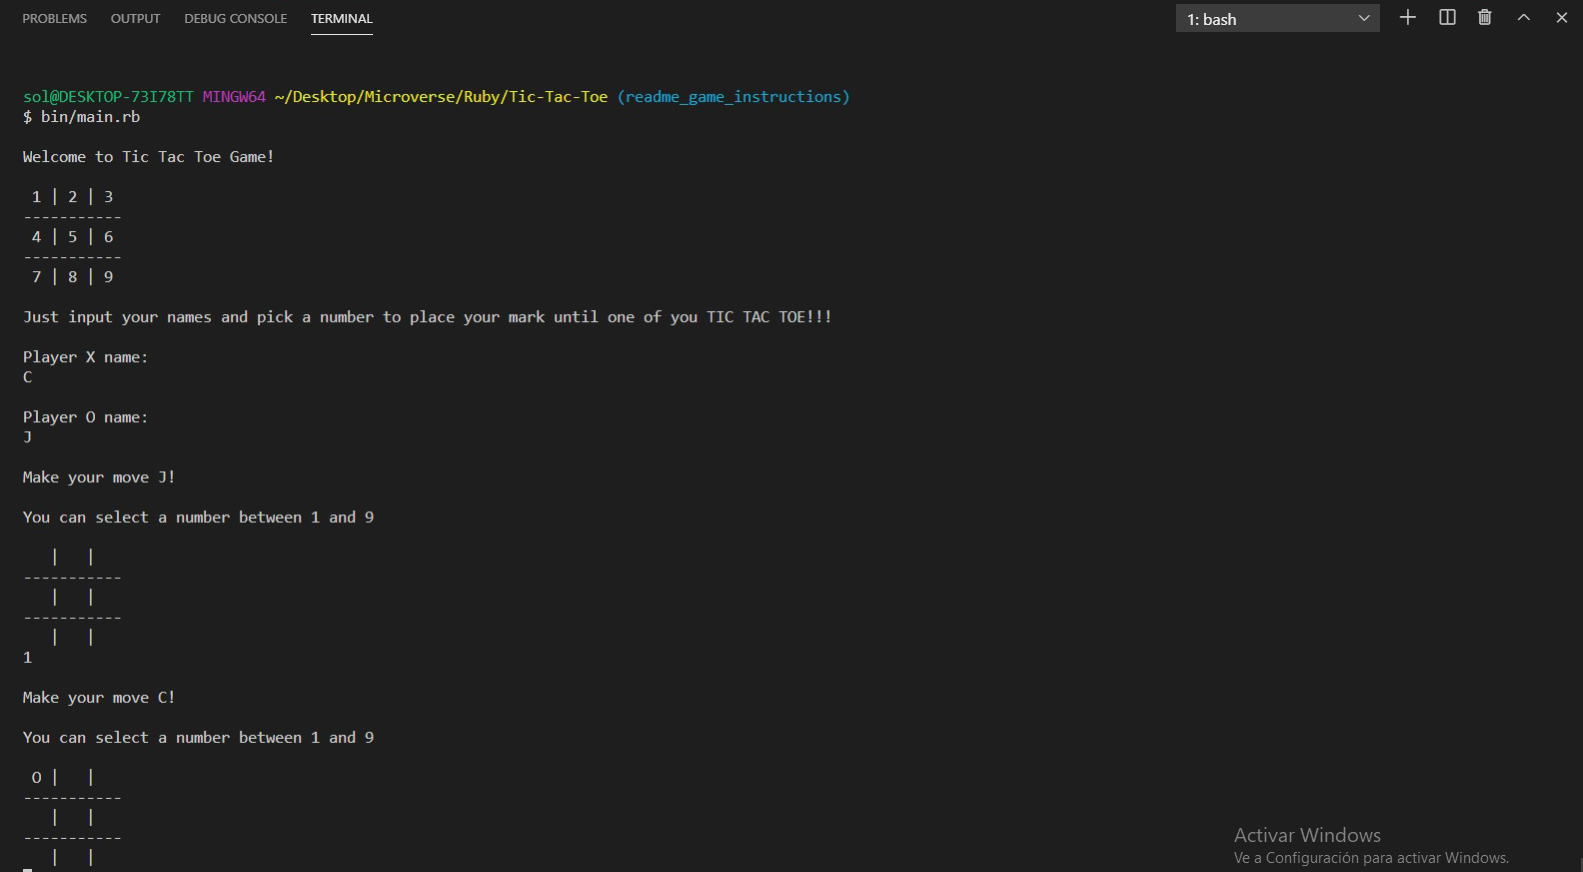 PROBLEMS OUTPUT DEBUG CONSOLE TERMINAL 1: bash
sol@DESKTOP-73I78TT MINGW64 ~/Desktop/Microverse/Ruby/Tic-Tac-Toe (readme_game_instructions)
$ bin/main.rb
Welcome to Tic Tac Toe Game!
 1 | 2 | 3
-----------
 4 | 5 | 6
-----------
 7 | 8 | 9
Just input your names and pick a number to place your mark until one of you TIC TAC TOE!!!
Player X name:
C
Player O name:
J
Make your move J!
You can select a number between 1 and 9
   |   |
-----------
   |   |
-----------
   |   |
1
Make your move C!
You can select a number between 1 and 9
 O |   |
-----------
   |   |
-----------
   |   |
Activar Windows
Ve a Configuración para activar Windows.